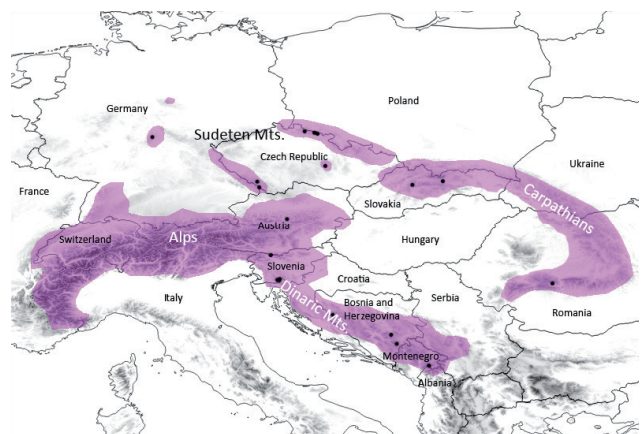 Germany
Poland
Sudeten Mts.
Czech Republic
Ukraine
France
Slovakia
Carpathians
Austria
Switzerland
Alps
Hungary
Slovenia
Croatia
Italy
Dinaric Mts.
Bosnia and
Herzegovina
Serbia
Romania
Montenegro
Albania